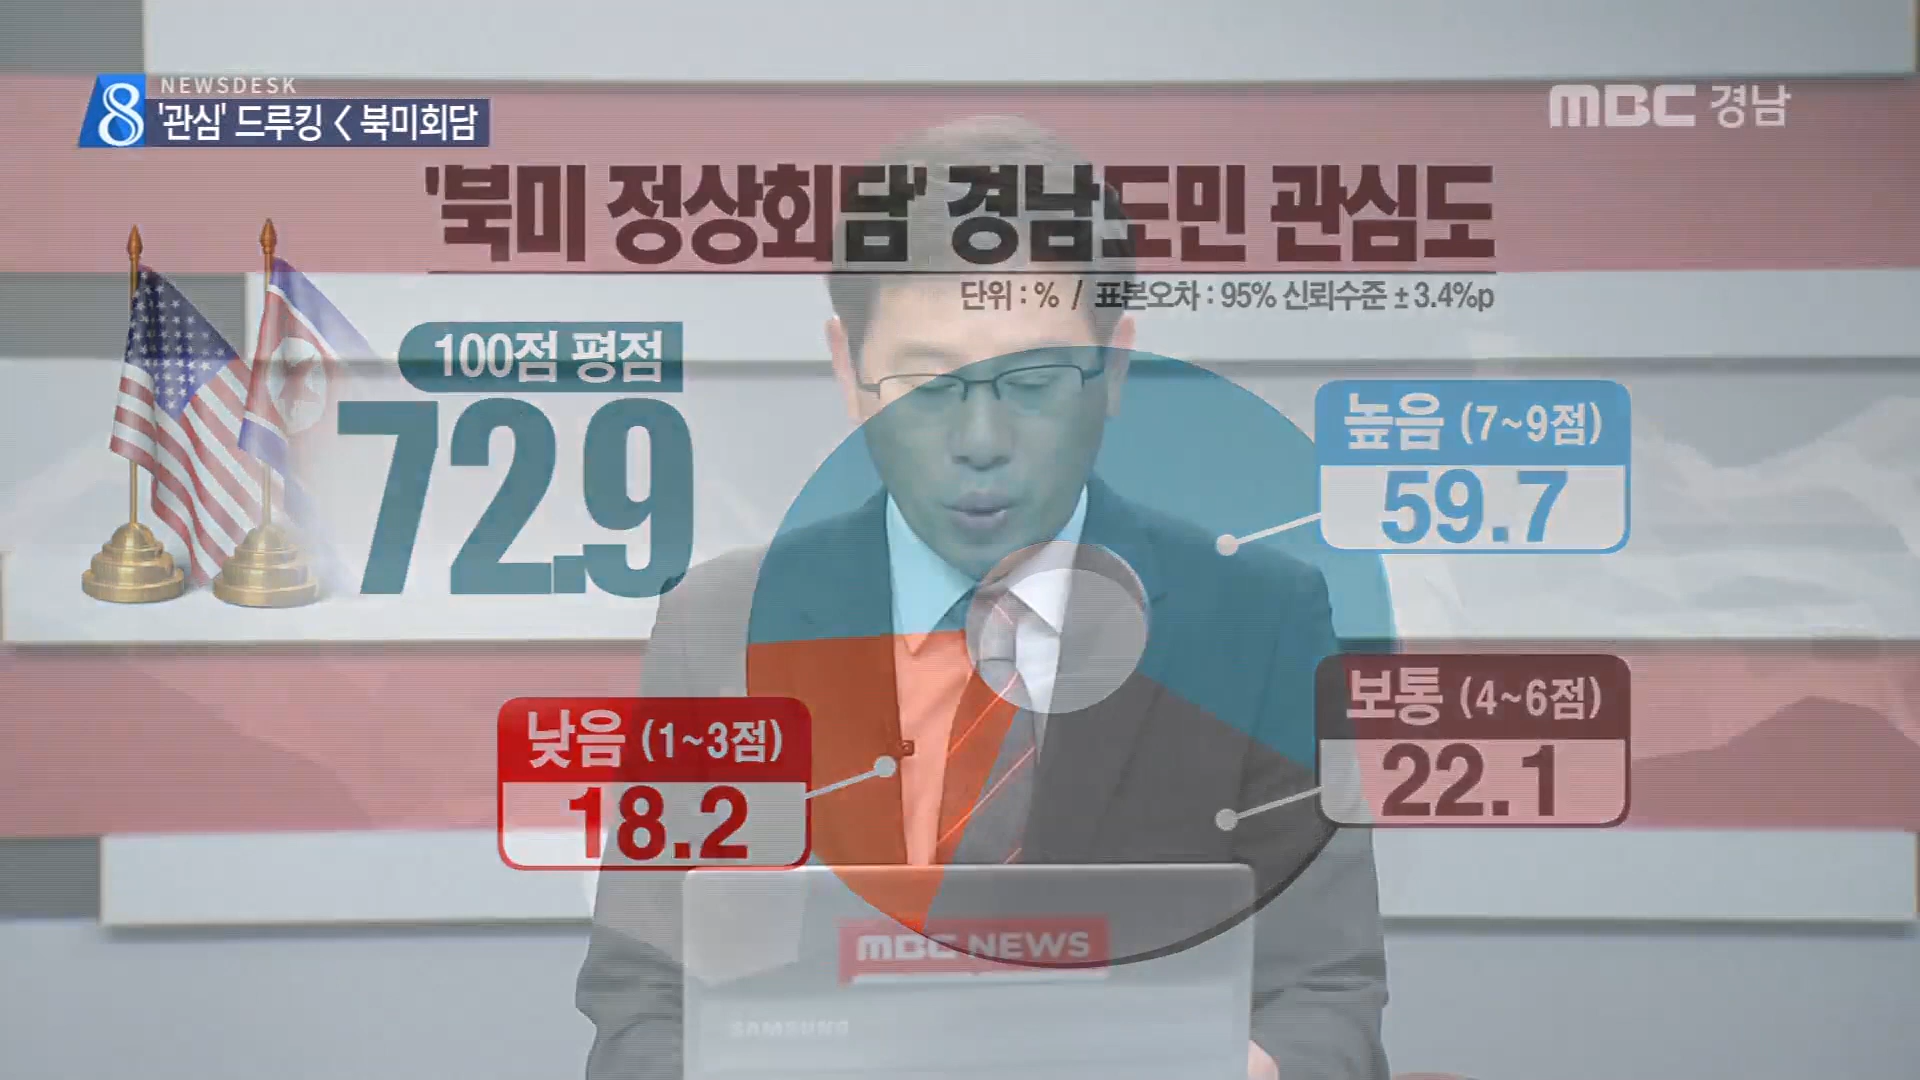 NEWSDESK
8 '관심' 드루킹 < 북미회담
MBC 경남
'북미 정상회담' 경남도민 관심도
단위 : % / 표본오차 : 95% 신뢰수준 ± 3.4%p
100점 평점
72.9
높음 (7~9점)
59.7
보통 (4~6점)
22.1
낮음 (1~3점)
18.2
MBC NEWS
SAMSUNG